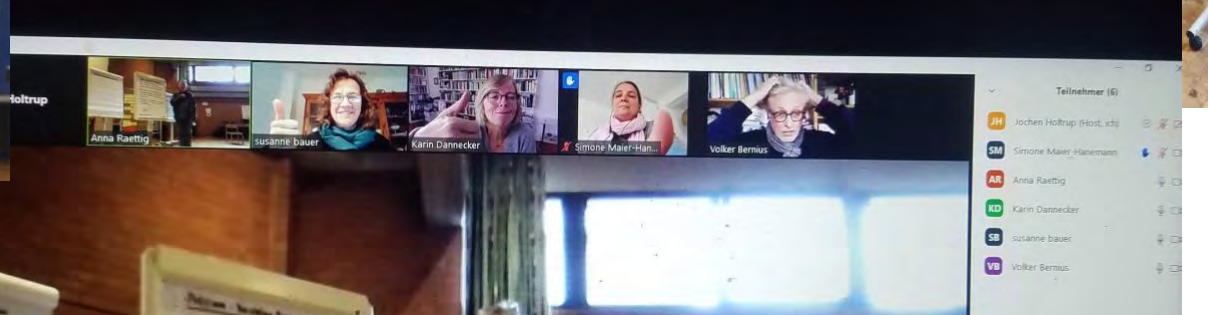 Holtrup
Anna Raettig
susanne bauer
Karin Dannecker
Simone Maier-Han...
Volker Bernius
Teilnehmer (6)
JH Jochen Holtrup (Host, ich)
SM Simone Maier-Hanemann
AR Anna Raettig
KD Karin Dannecker
SB susanne bauer
VB Volker Bernius